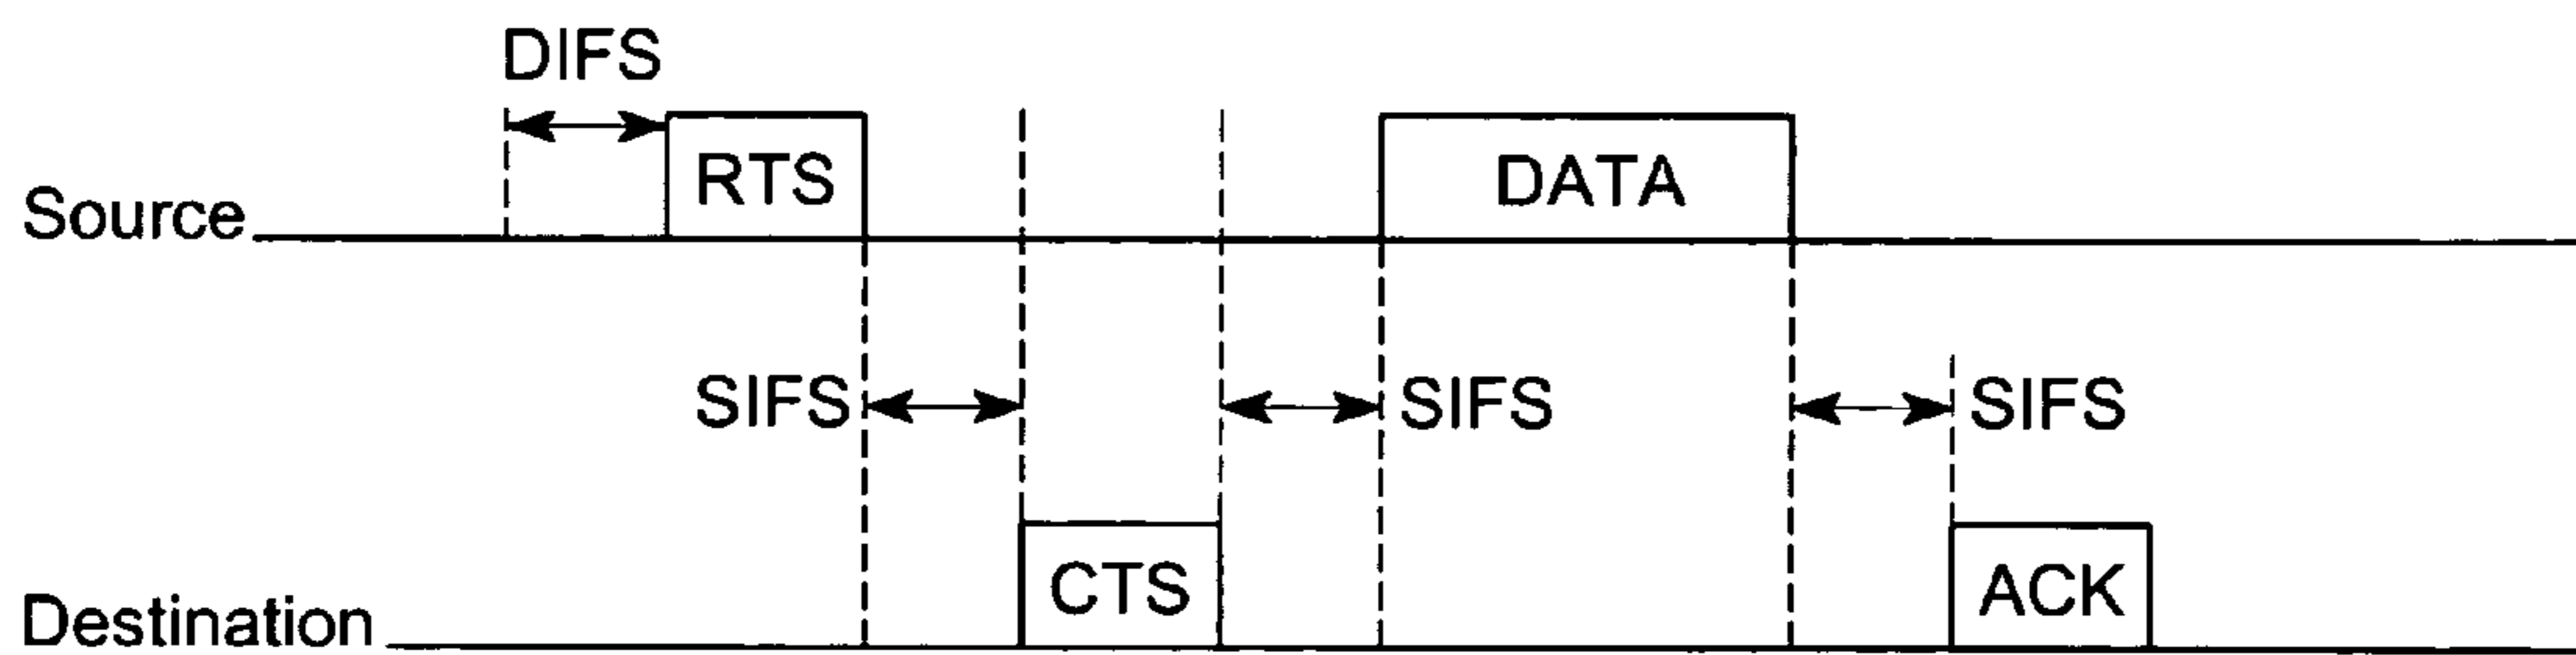 DIFS
RTS
DATA
Source
SIFS
SIFS
SIFS
CTS
ACK
Destination